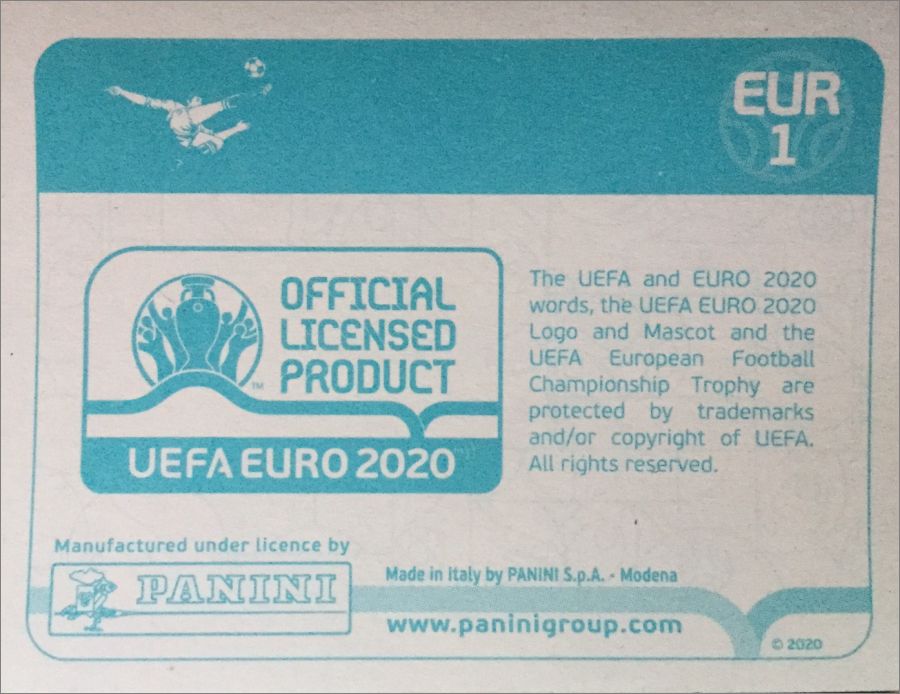 EUR
1
OFFICIAL
LICENSED
PRODUCT
TM
UEFA EURO 2020
The UEFA and EURO 2020
words, the UEFA EURO 2020
Logo and Mascot and the
UEFA European Football
Championship Trophy are
protected by trademarks
and/or copyright of UEFA.
All rights reserved.
Manufactured under licence by
PANINI
Made in Italy by PANINI S.p.A. - Modena
www.paninigroup.com
© 2020